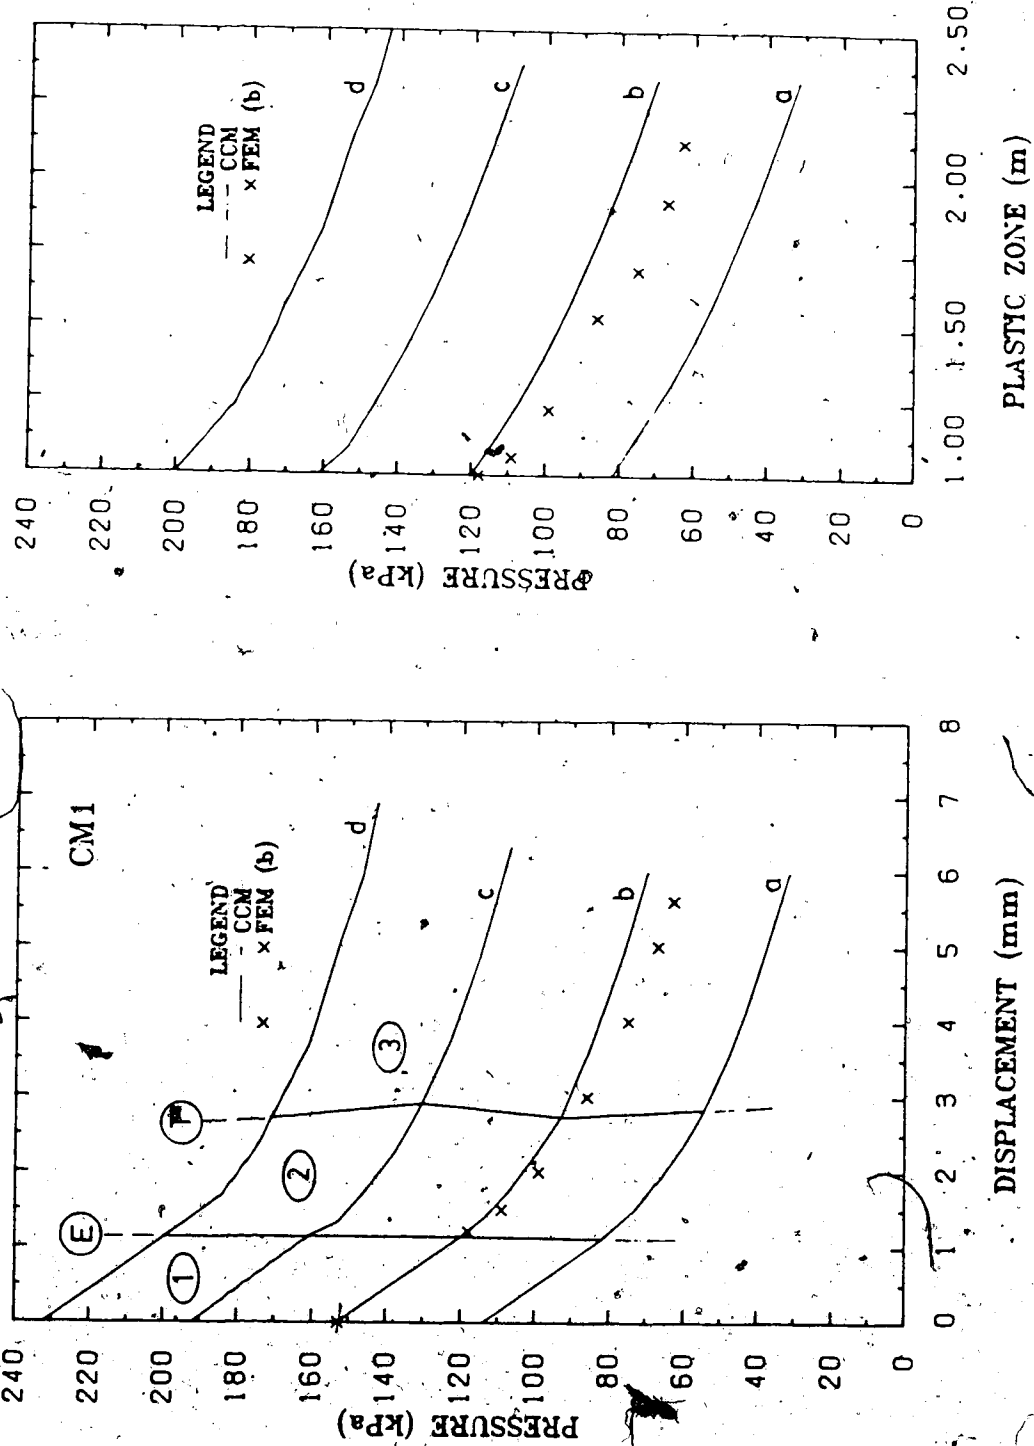 CM1
LEGEND
— - CCM
× × FEM (b)
E
1
2
3
d
c
b
a
PRESSURE (kPa)
240
220
200
180
160
140
120
100
80
60
40
20
0
0 1 2 3 4 5 6 7 8
DISPLACEMENT (mm)
LEGEND
— - CCM
× × FEM (b)
d
c
b
a
PRESSURE (kPa)
240
220
200
180
160
140
120
100
80
60
40
20
0
1.00 1.50 2.00 2.50
PLASTIC ZONE (m)